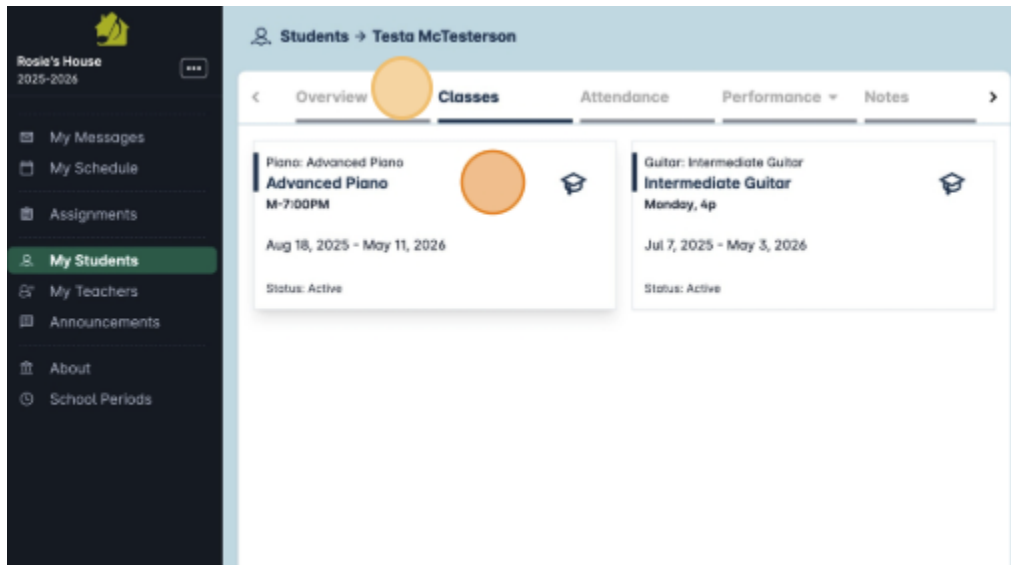 Rosie's House
2025-2026
My Messages
My Schedule
Assignments
My Students
My Teachers
Announcements
About
School Periods
Students → Testa McTesterson
Overview Classes Attendance Performance Notes
Piano: Advanced Piano
Advanced Piano
M-7:00PM
Aug 18, 2025 - May 11, 2026
Status: Active
Guitar: Intermediate Guitar
Intermediate Guitar
Monday, 4p
Jul 7, 2025 - May 3, 2026
Status: Active